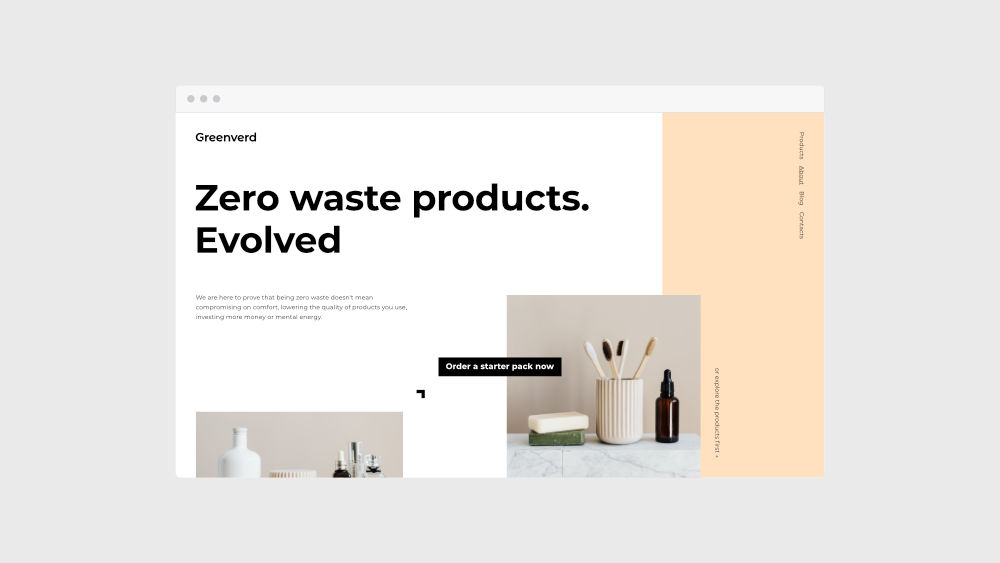 Greenverd
Products About Blog Contacts
Zero waste products.
Evolved
We are here to prove that being zero waste doesn't mean
compromising on comfort, lowering the quality of products you use,
investing more money or mental energy.
Order a starter pack now
or explore the products first